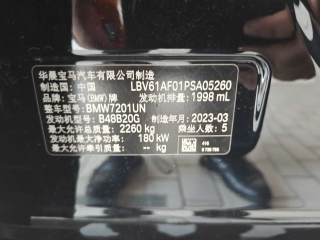 华晨宝马汽车有限公司制造
制造国：中国 LBV61AF01PSA05260
品牌：宝马(BMW)牌 发动机排量：1998 mL
整车型号：BMW7201UN
发动机型号：B48B20G 制造年月：2023-03
最大允许总质量：2260 kg 乘坐人数：5
发动机最大净功率：180 kW
最大允许牵引质量： - kg